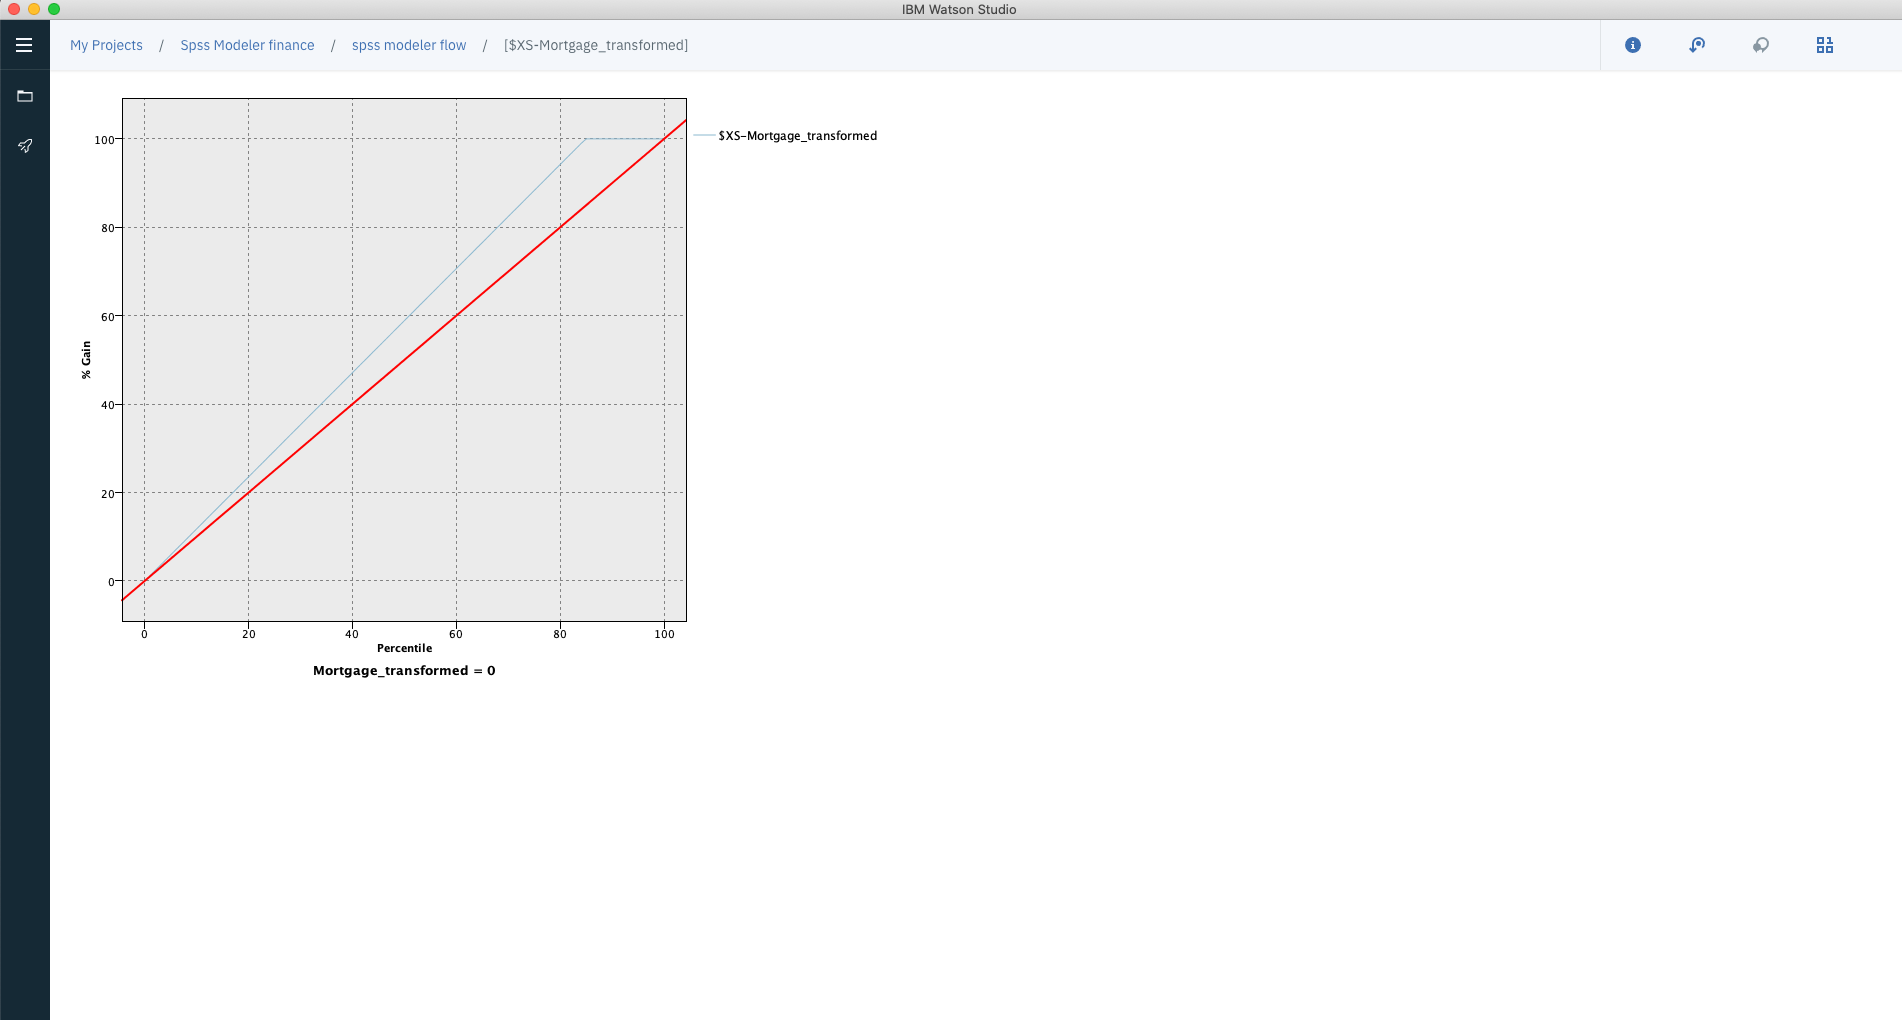 IBM Watson Studio
My Projects / Spss Modeler finance / spss modeler flow / [$XS-Mortgage_transformed]
$XS-Mortgage_transformed
100
80
60
40
20
0
% Gain
0 20 40 60 80 100
Percentile
Mortgage_transformed = 0